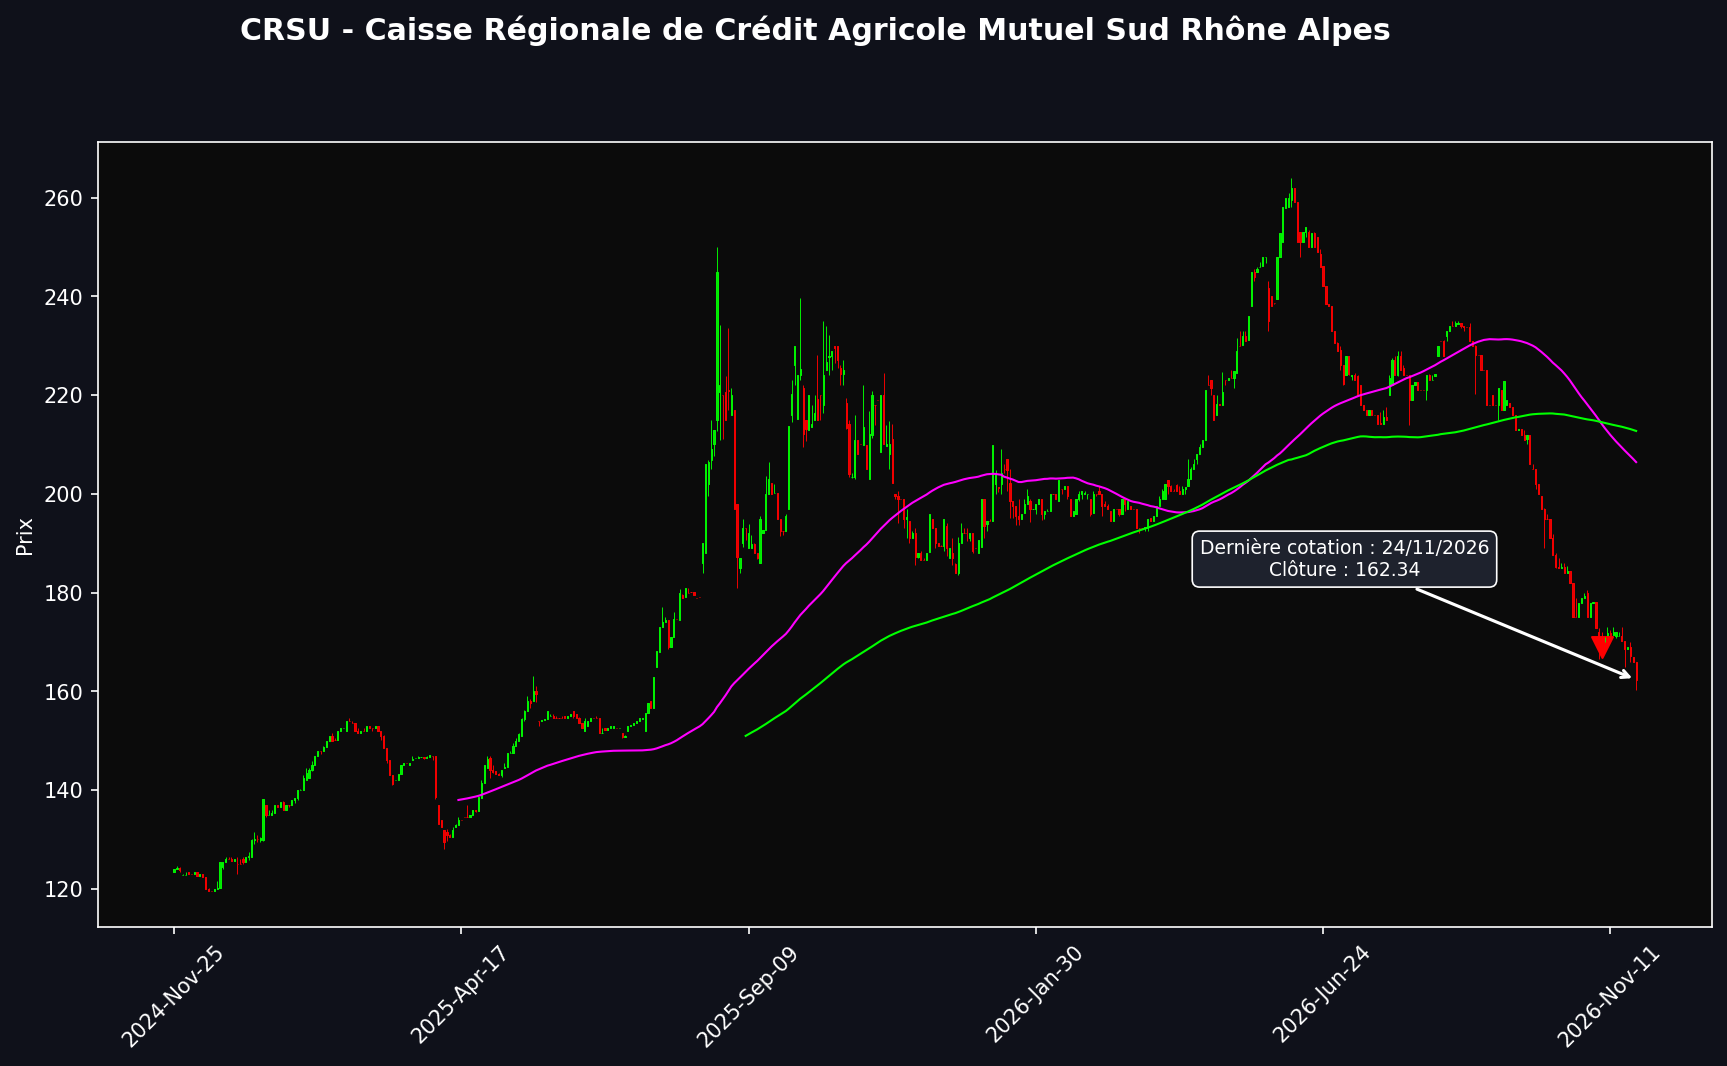 CRSU - Caisse Régionale de Crédit Agricole Mutuel Sud Rhône Alpes
Prix
260
240
220
200
180
160
140
120
Dernière cotation : 24/11/2026
Clôture : 162.34
2024-Nov-25
2025-Apr-17
2025-Sep-09
2026-Jan-30
2026-Jun-24
2026-Nov-11